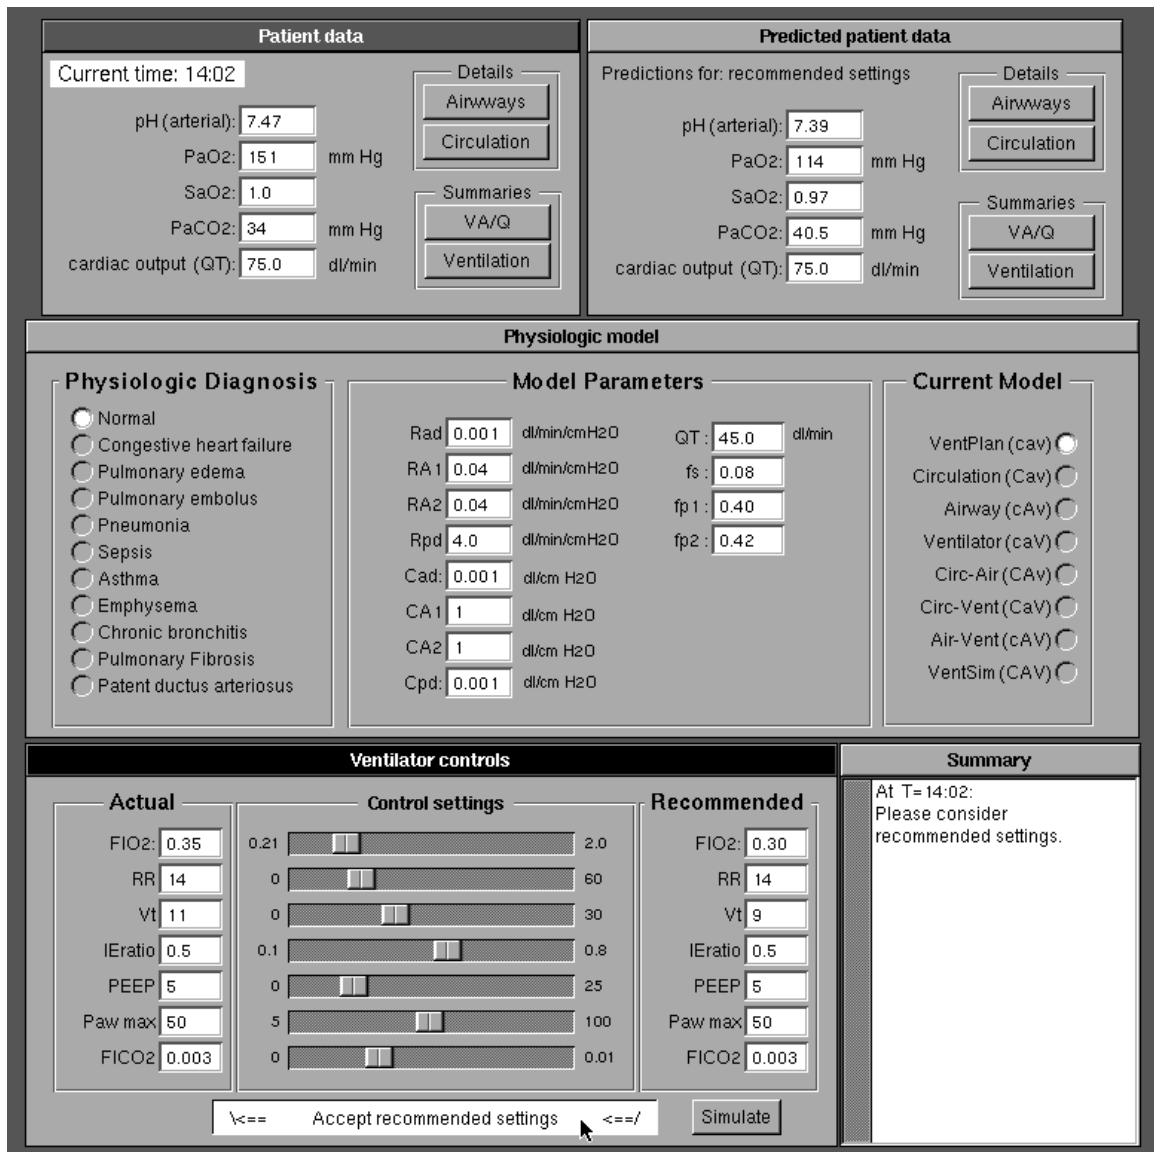 Patient data
Current time: 14:02
pH (arterial): 7.47
PaO2: 151 mm Hg
SaO2: 1.0
PaCO2: 34 mm Hg
cardiac output (QT): 75.0 dl/min
Details
Airwways
Circulation
Summaries
VA/Q
Ventilation
Predicted patient data
Predictions for: recommended settings
pH (arterial): 7.39
PaO2: 114 mm Hg
SaO2: 0.97
PaCO2: 40.5 mm Hg
cardiac output (QT): 75.0 dl/min
Details
Airwways
Circulation
Summaries
VA/Q
Ventilation
Physiologic model
Physiologic Diagnosis
Normal
Congestive heart failure
Pulmonary edema
Pulmonary embolus
Pneumonia
Sepsis
Asthma
Emphysema
Chronic bronchitis
Pulmonary Fibrosis
Patent ductus arteriosus
Model Parameters
Rad 0.001 dl/min/cmH2O
RA1 0.04 dl/min/cmH2O
RA2 0.04 dl/min/cmH2O
Rpd 4.0 dl/min/cmH2O
Cad: 0.001 dl/cm H2O
CA1 1 dl/cm H2O
CA2 1 dl/cm H2O
Cpd: 0.001 dl/cm H2O
QT : 45.0 dl/min
fs : 0.08
fp1 : 0.40
fp2 : 0.42
Current Model
VentPlan (cav)
Circulation (Cav)
Airway (cAv)
Ventilator (caV)
Circ-Air (CAv)
Circ-Vent (CaV)
Air-Vent (cAV)
VentSim (CAV)
Ventilator controls
Actual
FIO2: 0.35
RR 14
Vt 11
IEratio 0.5
PEEP 5
Paw max 50
FICO2 0.003
Control settings
0.21 2.0
0 60
0 30
0.1 0.8
0 25
5 100
0 0.01
Recommended
FIO2: 0.30
RR 14
Vt 9
IEratio 0.5
PEEP 5
Paw max 50
FICO2 0.003
\<== Accept recommended settings <==/
Simulate
Summary
At T=14:02:
Please consider
recommended settings.